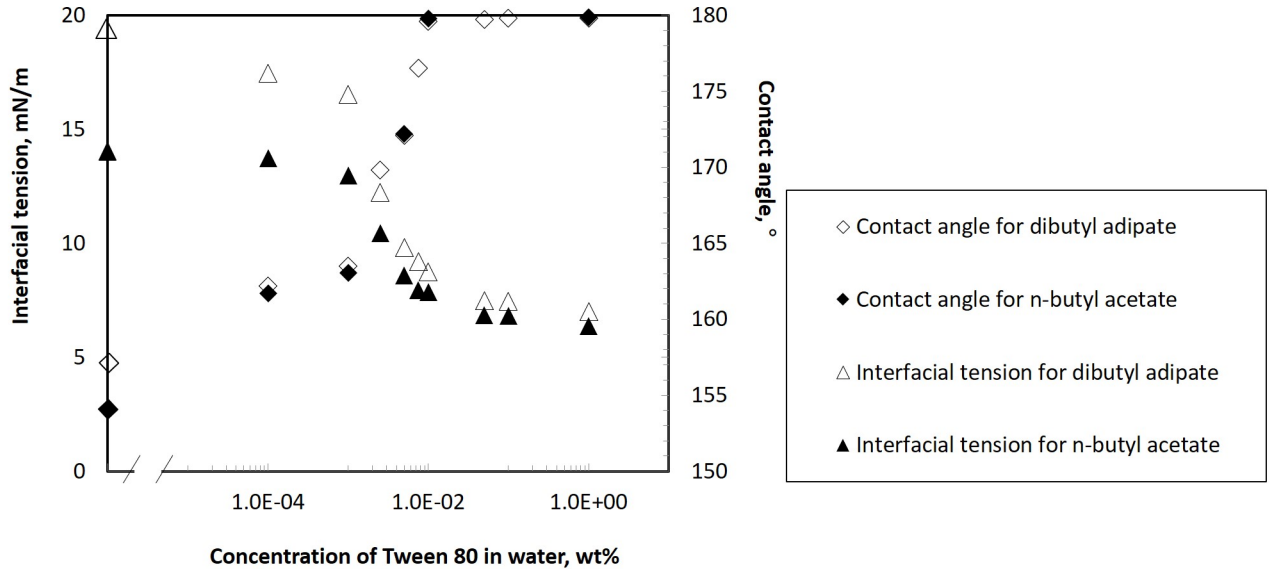 20
15
10
5
0
Interfacial tension, mN/m
180
175
170
165
160
155
150
Contact angle, °
1.0E-04 1.0E-02 1.0E+00
Concentration of Tween 80 in water, wt%
Contact angle for dibutyl adipate
Contact angle for n-butyl acetate
Interfacial tension for dibutyl adipate
Interfacial tension for n-butyl acetate